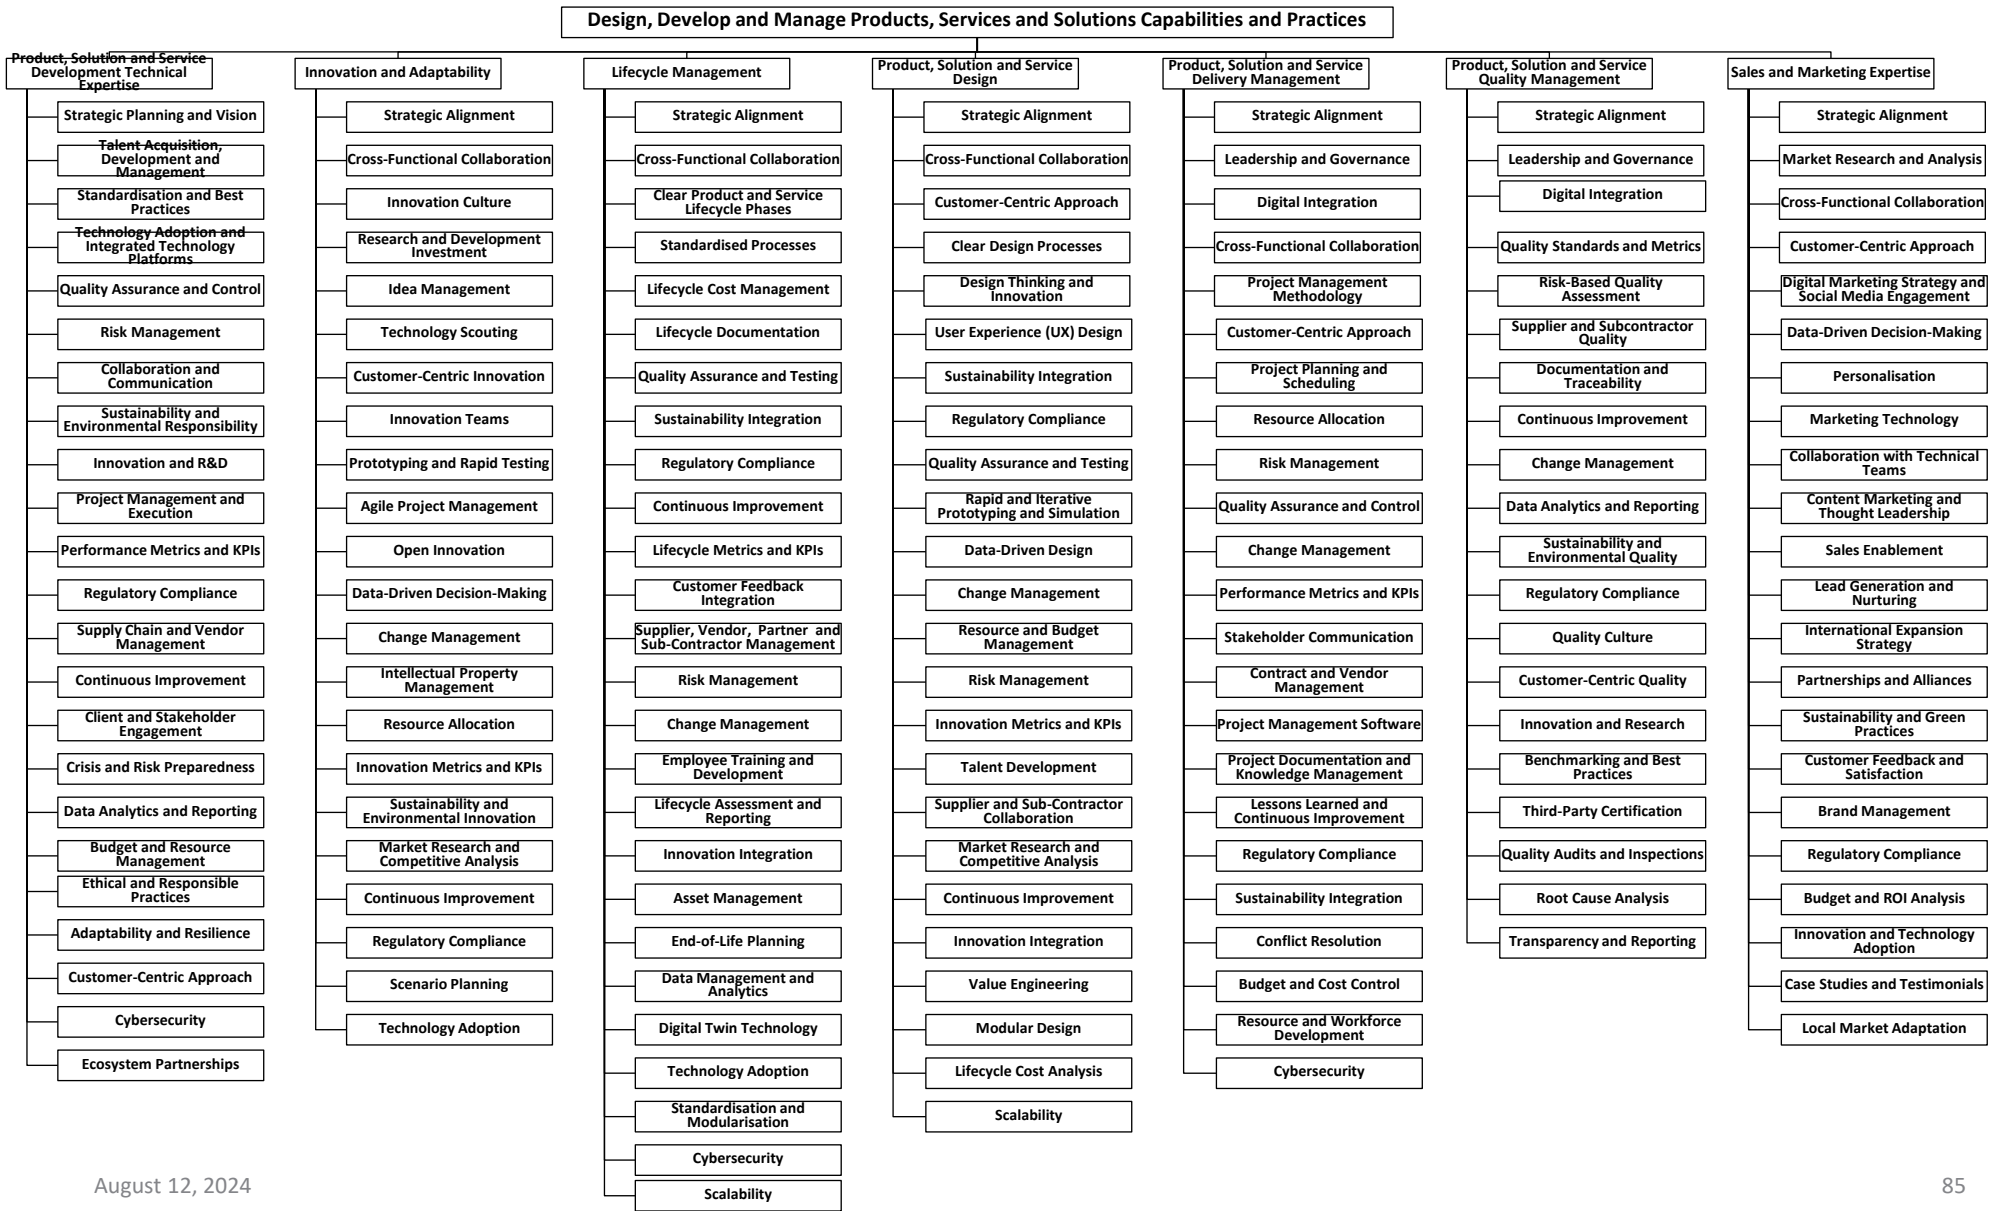 Design, Develop and Manage Products, Services and Solutions Capabilities and Practices
Product, Solution and Service
Development Technical
Expertise
Strategic Planning and Vision
Talent Acquisition,
Development and
Management
Standardisation and Best
Practices
Technology Adoption and
Integrated Technology
Platforms
Quality Assurance and Control
Risk Management
Collaboration and
Communication
Sustainability and
Environmental Responsibility
Innovation and R&D
Project Management and
Execution
Performance Metrics and KPIs
Regulatory Compliance
Supply Chain and Vendor
Management
Continuous Improvement
Client and Stakeholder
Engagement
Crisis and Risk Preparedness
Data Analytics and Reporting
Budget and Resource
Management
Ethical and Responsible
Practices
Adaptability and Resilience
Customer-Centric Approach
Cybersecurity
Ecosystem Partnerships
Innovation and Adaptability
Strategic Alignment
Cross-Functional Collaboration
Innovation Culture
Research and Development
Investment
Idea Management
Technology Scouting
Customer-Centric Innovation
Innovation Teams
Prototyping and Rapid Testing
Agile Project Management
Open Innovation
Data-Driven Decision-Making
Change Management
Intellectual Property
Management
Resource Allocation
Innovation Metrics and KPIs
Sustainability and
Environmental Innovation
Market Research and
Competitive Analysis
Continuous Improvement
Regulatory Compliance
Scenario Planning
Technology Adoption
Lifecycle Management
Strategic Alignment
Cross-Functional Collaboration
Clear Product and Service
Lifecycle Phases
Standardised Processes
Lifecycle Cost Management
Lifecycle Documentation
Quality Assurance and Testing
Sustainability Integration
Regulatory Compliance
Continuous Improvement
Lifecycle Metrics and KPIs
Customer Feedback
Integration
Supplier, Vendor, Partner and
Sub-Contractor Management
Risk Management
Change Management
Employee Training and
Development
Lifecycle Assessment and
Reporting
Innovation Integration
Asset Management
End-of-Life Planning
Data Management and
Analytics
Digital Twin Technology
Technology Adoption
Standardisation and
Modularisation
Cybersecurity
Scalability
Product, Solution and Service
Design
Strategic Alignment
Cross-Functional Collaboration
Customer-Centric Approach
Clear Design Processes
Design Thinking and
Innovation
User Experience (UX) Design
Sustainability Integration
Regulatory Compliance
Quality Assurance and Testing
Rapid and Iterative
Prototyping and Simulation
Data-Driven Design
Change Management
Resource and Budget
Management
Risk Management
Innovation Metrics and KPIs
Talent Development
Supplier and Sub-Contractor
Collaboration
Market Research and
Competitive Analysis
Continuous Improvement
Innovation Integration
Value Engineering
Modular Design
Lifecycle Cost Analysis
Scalability
Product, Solution and Service
Delivery Management
Strategic Alignment
Leadership and Governance
Digital Integration
Cross-Functional Collaboration
Project Management
Methodology
Customer-Centric Approach
Project Planning and
Scheduling
Resource Allocation
Risk Management
Quality Assurance and Control
Change Management
Performance Metrics and KPIs
Stakeholder Communication
Contract and Vendor
Management
Project Management Software
Project Documentation and
Knowledge Management
Lessons Learned and
Continuous Improvement
Regulatory Compliance
Sustainability Integration
Conflict Resolution
Budget and Cost Control
Resource and Workforce
Development
Cybersecurity
Product, Solution and Service
Quality Management
Strategic Alignment
Leadership and Governance
Digital Integration
Quality Standards and Metrics
Risk-Based Quality
Assessment
Supplier and Subcontractor
Quality
Documentation and
Traceability
Continuous Improvement
Change Management
Data Analytics and Reporting
Sustainability and
Environmental Quality
Regulatory Compliance
Quality Culture
Customer-Centric Quality
Innovation and Research
Benchmarking and Best
Practices
Third-Party Certification
Quality Audits and Inspections
Root Cause Analysis
Transparency and Reporting
Sales and Marketing Expertise
Strategic Alignment
Market Research and Analysis
Cross-Functional Collaboration
Customer-Centric Approach
Digital Marketing Strategy and
Social Media Engagement
Data-Driven Decision-Making
Personalisation
Marketing Technology
Collaboration with Technical
Teams
Content Marketing and
Thought Leadership
Sales Enablement
Lead Generation and
Nurturing
International Expansion
Strategy
Partnerships and Alliances
Sustainability and Green
Practices
Customer Feedback and
Satisfaction
Brand Management
Regulatory Compliance
Budget and ROI Analysis
Innovation and Technology
Adoption
Case Studies and Testimonials
Local Market Adaptation
August 12, 2024
85